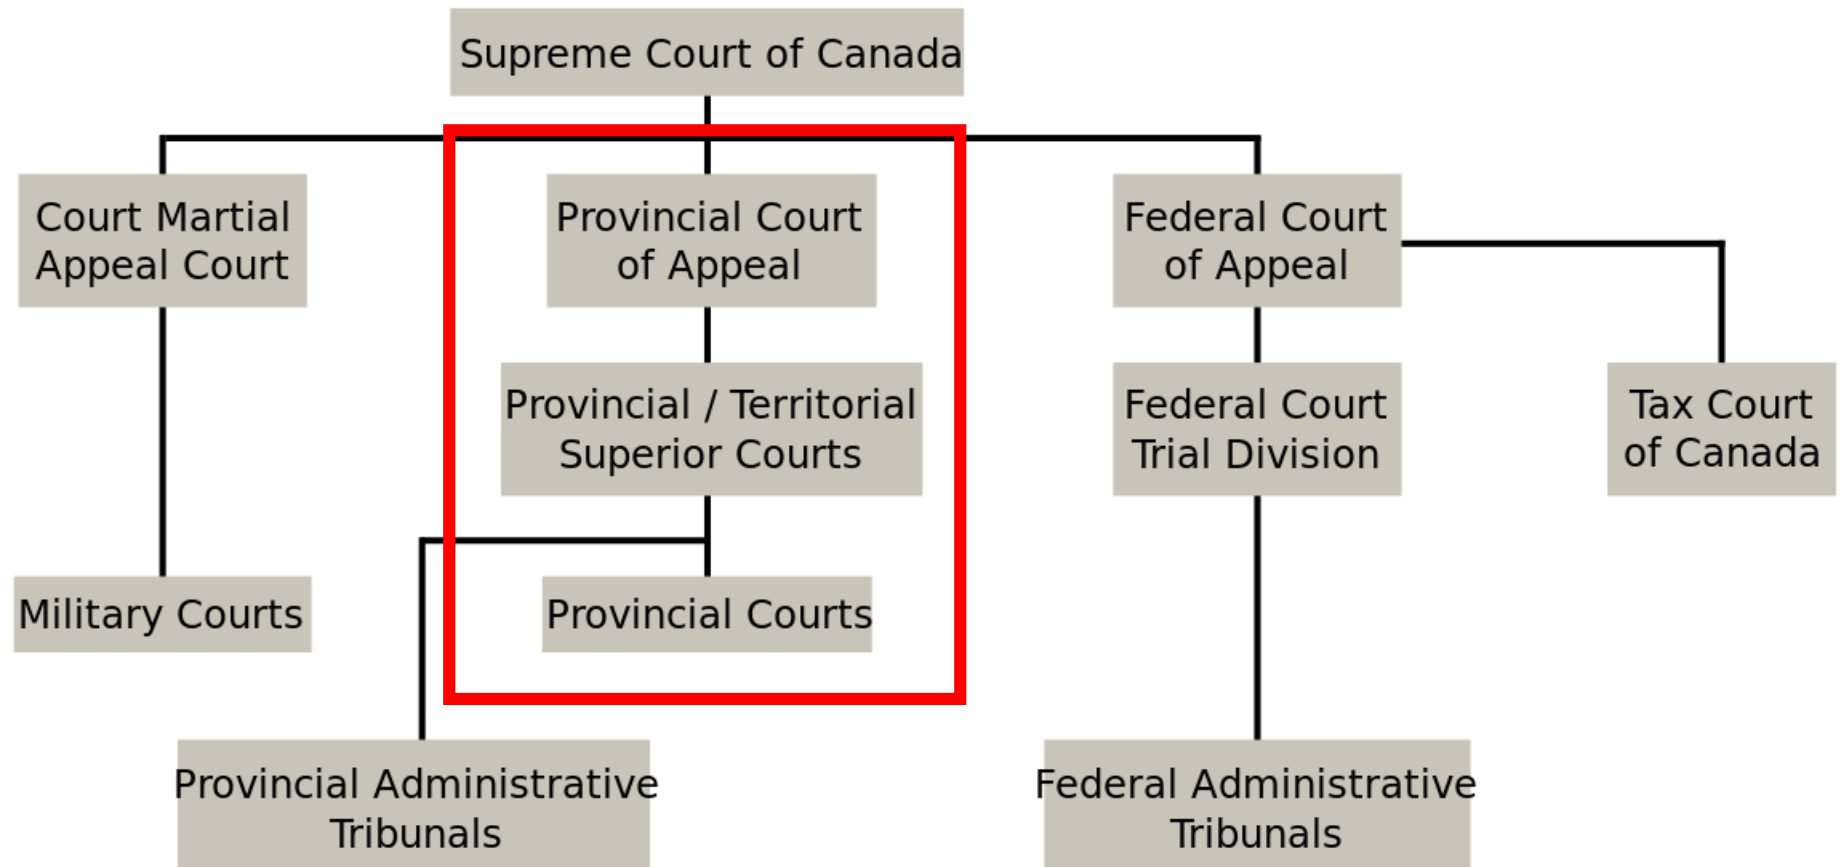 Supreme Court of Canada
Court Martial
Appeal Court
Provincial Court
of Appeal
Federal Court
of Appeal
Provincial / Territorial
Superior Courts
Federal Court
Trial Division
Tax Court
of Canada
Military Courts
Provincial Courts
Provincial Administrative
Tribunals
Federal Administrative
Tribunals